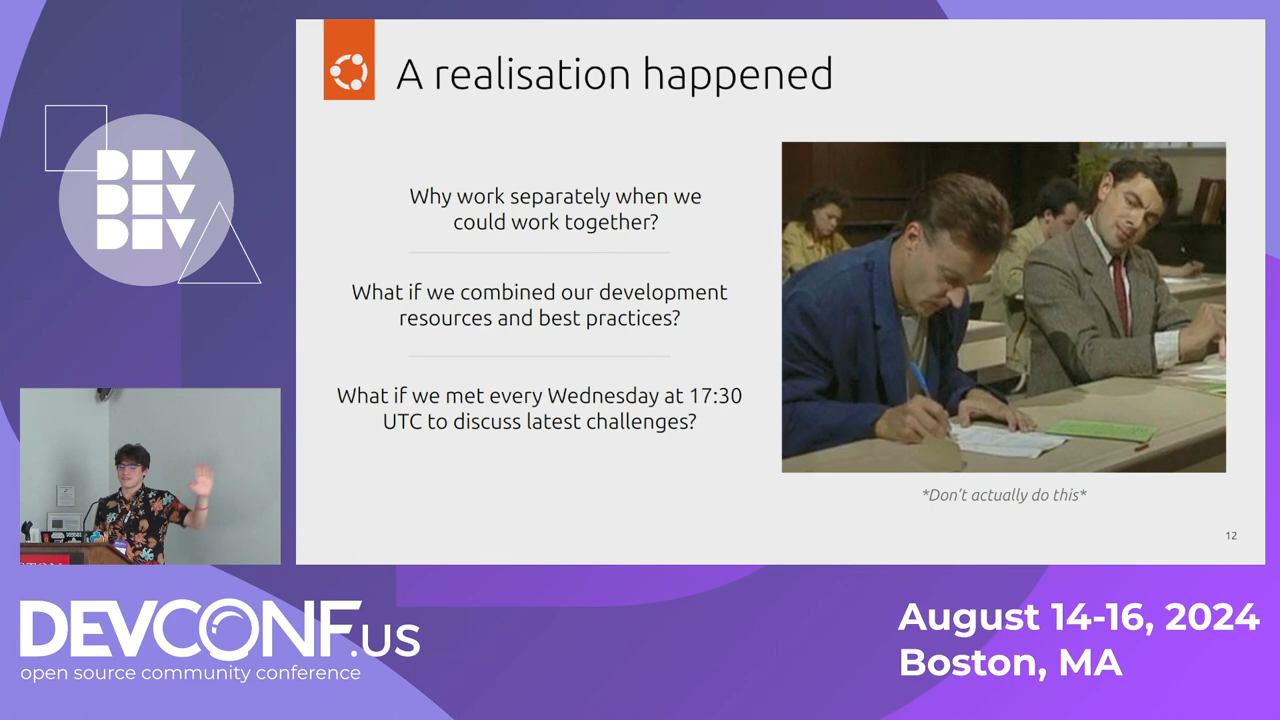 A realisation happened
DEV
DEV
DEV
Why work separately when we
could work together?
What if we combined our development
resources and best practices?
What if we met every Wednesday at 17:30
UTC to discuss latest challenges?
*Don't actually do this*
12
DEVCONF.US
open source community conference
August 14-16, 2024
Boston, MA